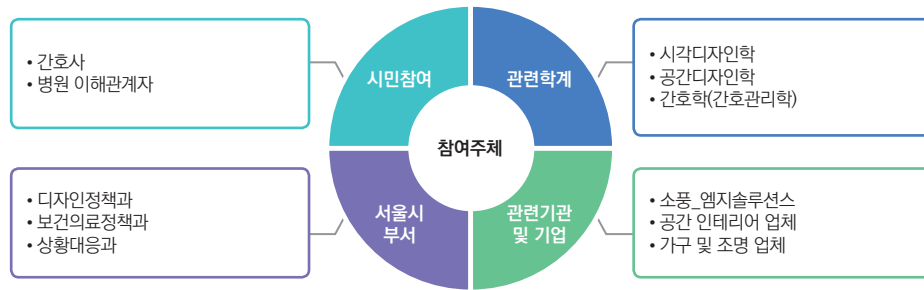 • 간호사
• 병원 이해관계자
시민참여
관련학계
• 시각디자인학
• 공간디자인학
• 간호학(간호관리학)
참여주체
• 디자인정책과
• 보건의료정책과
• 상황대응과
서울시
부서
관련기관
및 기업
• 소풍_엠지솔루션스
• 공간 인테리어 업체
• 가구 및 조명 업체